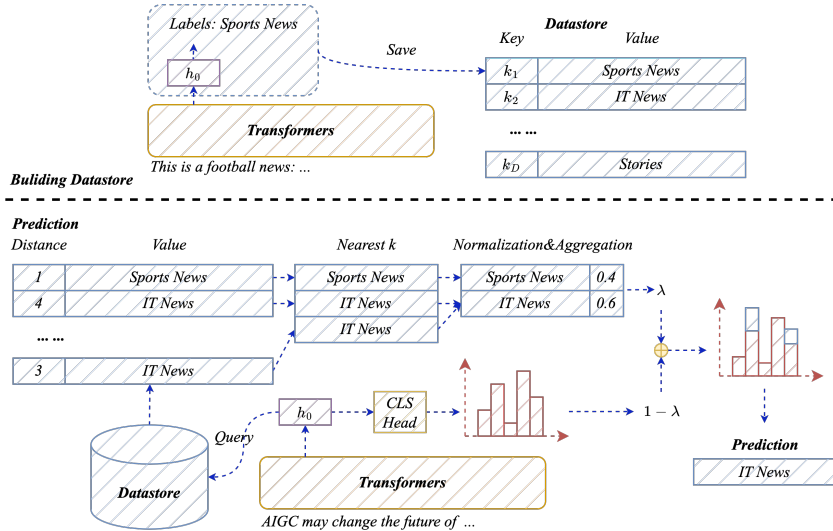 Labels: Sports News
h₀
Transformers
This is a football news: ...
Save
Datastore
Key Value
k₁ Sports News
k₂ IT News
... ...
k_D Stories
Buliding Datastore
Prediction
Distance Value Nearest k Normalization&Aggregation
1 Sports News Sports News Sports News 0.4
4 IT News IT News IT News 0.6
IT News
... ...
3 IT News
λ
1 − λ
Query
h₀
CLS
Head
Datastore
Transformers
AIGC may change the future of ...
Prediction
IT News